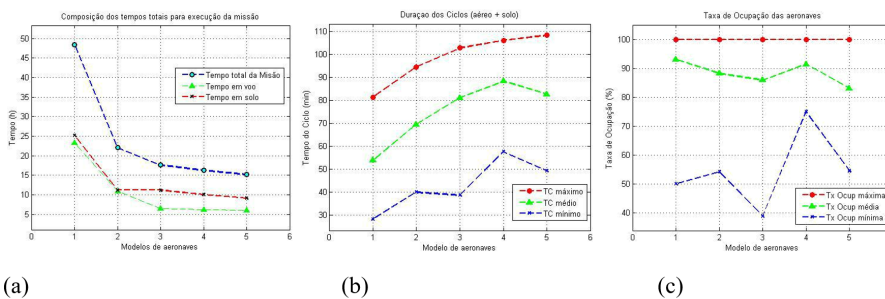 Composição dos tempos totais para execução da missão
50
45
40
35
30
25
20
15
10
5
Tempo (h)
Tempo total da Misão
Tempo em voo
Tempo em solo
0 1 2 3 4 5 6
Modelos de aeronaves
(a)
Duraçao dos Ciclos (aéreo + solo)
110
100
90
80
70
60
50
40
30
Tempo do Ciclo (min)
TC máximo
TC médio
TC mínimo
0 1 2 3 4 5 6
Modelo de aeronaves
(b)
Taxa de Ocupação das aeronaves
100
90
80
70
60
50
40
Taxa de Ocupação (%)
Tx Ocup máxima
Tx Ocup média
Tx Ocup mínima
0 1 2 3 4 5 6
Modelo de aeronaves
(c)